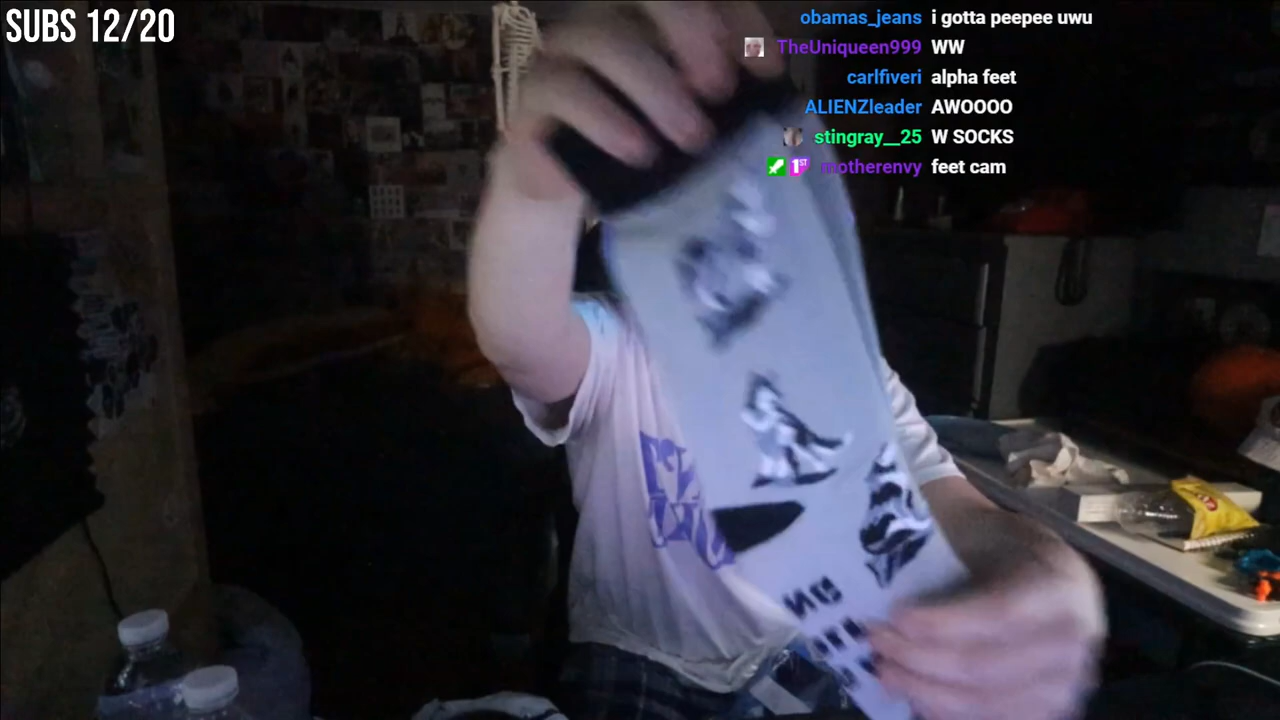 SUBS 12/20
obamas_jeans i gotta peepee uwu
TheUniqueen999 WW
carlfiveri alpha feet
ALIENZleader AWOOOO
stingray__25 W SOCKS
1ST motherenvy feet cam